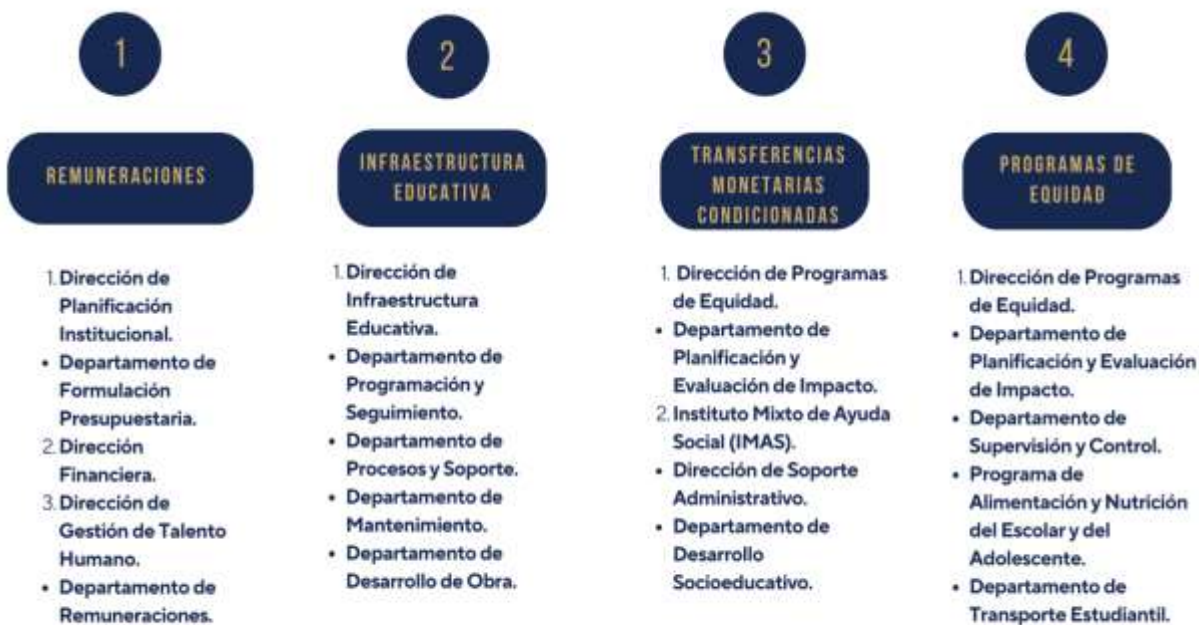 1
REMUNERACIONES
1. Dirección de
Planificación
Institucional.
• Departamento de
Formulación
Presupuestaria.
2. Dirección
Financiera.
3. Dirección de
Gestión de Talento
Humano.
• Departamento de
Remuneraciones.
2
INFRAESTRUCTURA
EDUCATIVA
1. Dirección de
Infraestructura
Educativa.
• Departamento de
Programación y
Seguimiento.
• Departamento de
Procesos y Soporte.
• Departamento de
Mantenimiento.
• Departamento de
Desarrollo de Obra.
3
TRANSFERENCIAS
MONETARIAS
CONDICIONADAS
1. Dirección de Programas
de Equidad.
• Departamento de
Planificación y
Evaluación de Impacto.
2. Instituto Mixto de Ayuda
Social (IMAS).
• Dirección de Soporte
Administrativo.
• Departamento de
Desarrollo
Socioeducativo.
4
PROGRAMAS DE
EQUIDAD
1. Dirección de Programas
de Equidad.
• Departamento de
Planificación y Evaluación
de Impacto.
• Departamento de
Supervisión y Control.
• Programa de
Alimentación y Nutrición
del Escolar y del
Adolescente.
• Departamento de
Transporte Estudiantil.